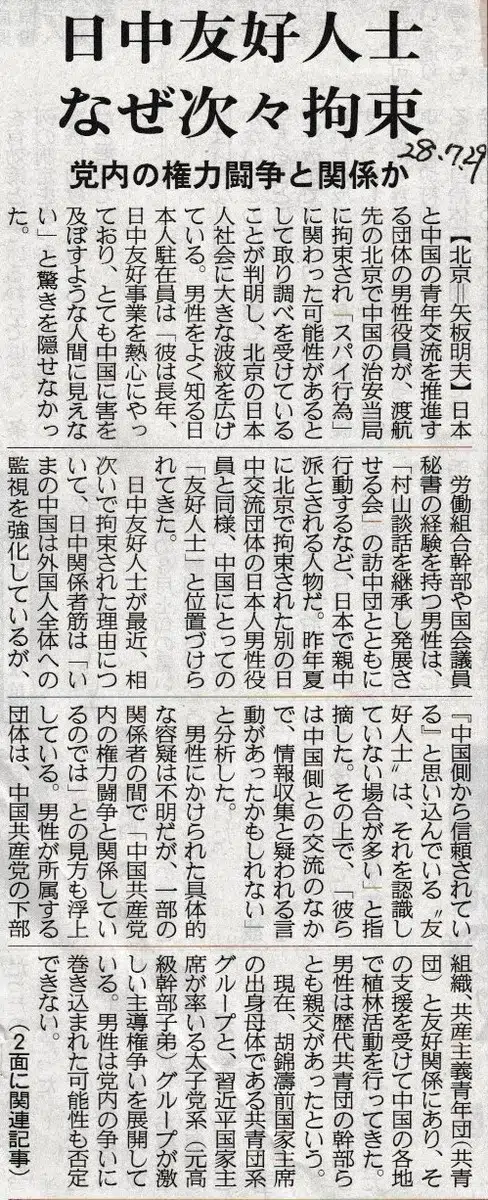 日中友好人士
なぜ次々拘束
党内の権力闘争と関係か
28.7.29
【北京＝矢板明夫】日本
と中国の青年交流を推進す
る団体の男性役員が、渡航
先の北京で中国の治安当局
に拘束され「スパイ行為」
に関わった可能性があると
して取り調べを受けている
ことが判明し、北京の日本
人社会に大きな波紋を広げ
ている。男性をよく知る日
本人駐在員は「彼は長年、
日中友好事業を熱心にやっ
ており、とても中国に害を
及ぼすような人間に見えな
い」と驚きを隠せなかっ
た。
労働組合幹部や国会議員
秘書の経験を持つ男性は、
「村山談話を継承し発展さ
せる会」の訪中団とともに
行動するなど、日本で親中
派とされる人物だ。昨年夏
に北京で拘束された別の日
中交流団体の日本人男性役
員と同様、中国にとっての
「友好人士」と位置づけら
れてきた。
日中友好人士が最近、相
次いで拘束された理由につ
いて、日中関係者筋は「い
まの中国は外国人全体への
監視を強化しているが、
『中国側から信頼されてい
る』と思い込んでいる〝友
好人士〟は、それを認識し
ていない場合が多い」と指
摘した。その上で、「彼ら
は中国側との交流のなか
で、情報収集と疑われる言
動があったかもしれない」
と分析した。
男性にかけられた具体的
な容疑は不明だが、一部の
関係者の間で「中国共産党
内の権力闘争と関係してい
るのでは」との見方も浮上
している。男性が所属する
団体は、中国共産党の下部
組織、共産主義青年団（共青
団）と友好関係にあり、そ
の支援を受けて中国の各地
で植林活動を行ってきた。
男性は歴代共青団の幹部ら
とも親交があったという。
現在、胡錦濤前国家主席
の出身母体である共青団系
グループと、習近平国家主
席が率いる太子党系（元高
級幹部子弟）グループが激
しい主導権争いを展開して
いる。男性は党内の争いに
巻き込まれた可能性も否定
できない。
（2面に関連記事）